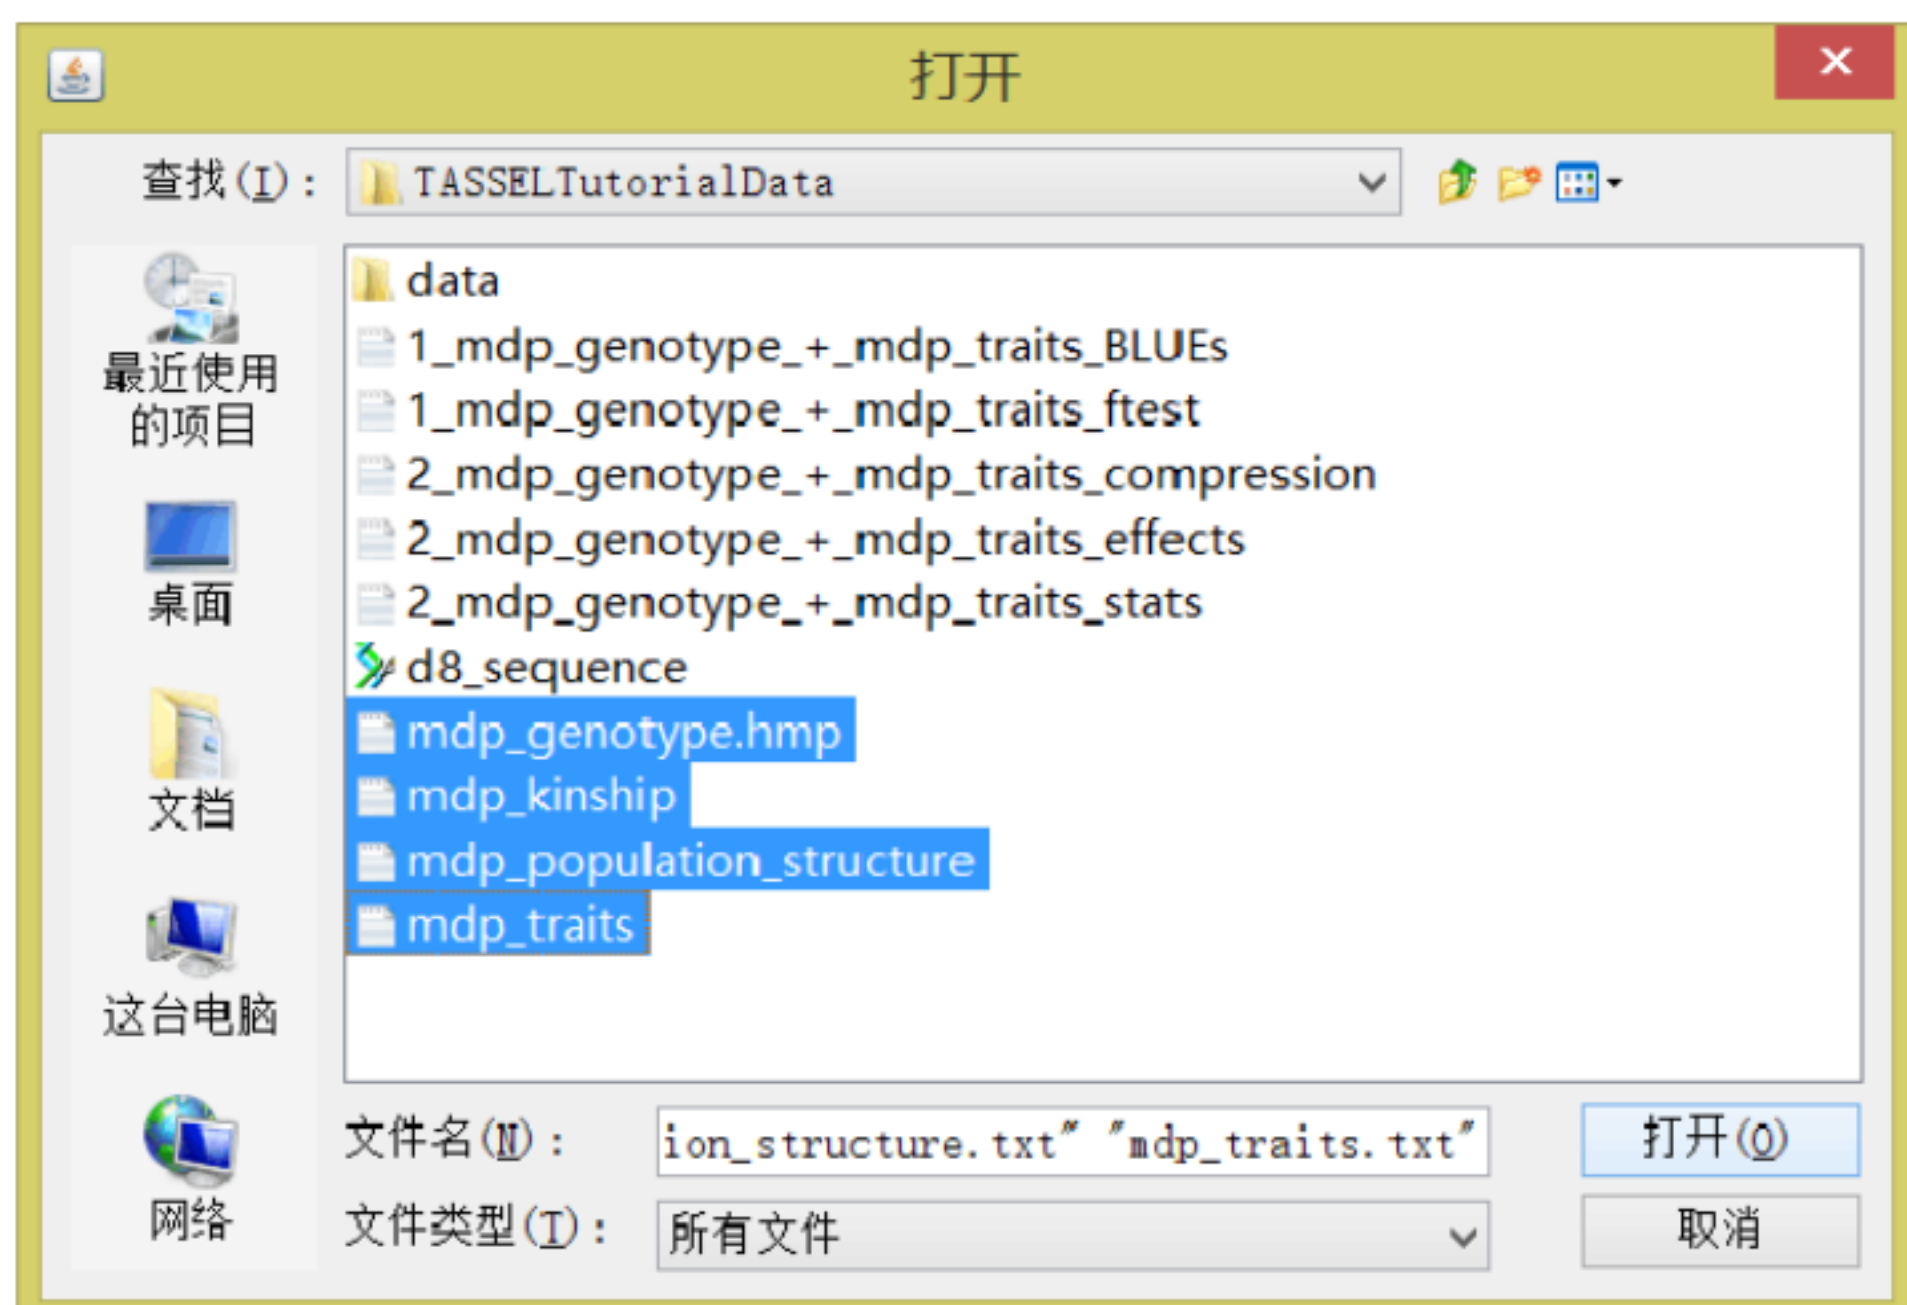 打开
查找(I): TASSELTutorialData
最近使用
的项目
桌面
文档
这台电脑
网络
data
1_mdp_genotype_+_mdp_traits_BLUEs
1_mdp_genotype_+_mdp_traits_ftest
2_mdp_genotype_+_mdp_traits_compression
2_mdp_genotype_+_mdp_traits_effects
2_mdp_genotype_+_mdp_traits_stats
d8_sequence
mdp_genotype.hmp
mdp_kinship
mdp_population_structure
mdp_traits
文件名(N): ion_structure.txt" "mdp_traits.txt" 打开(O)
文件类型(T): 所有文件 取消